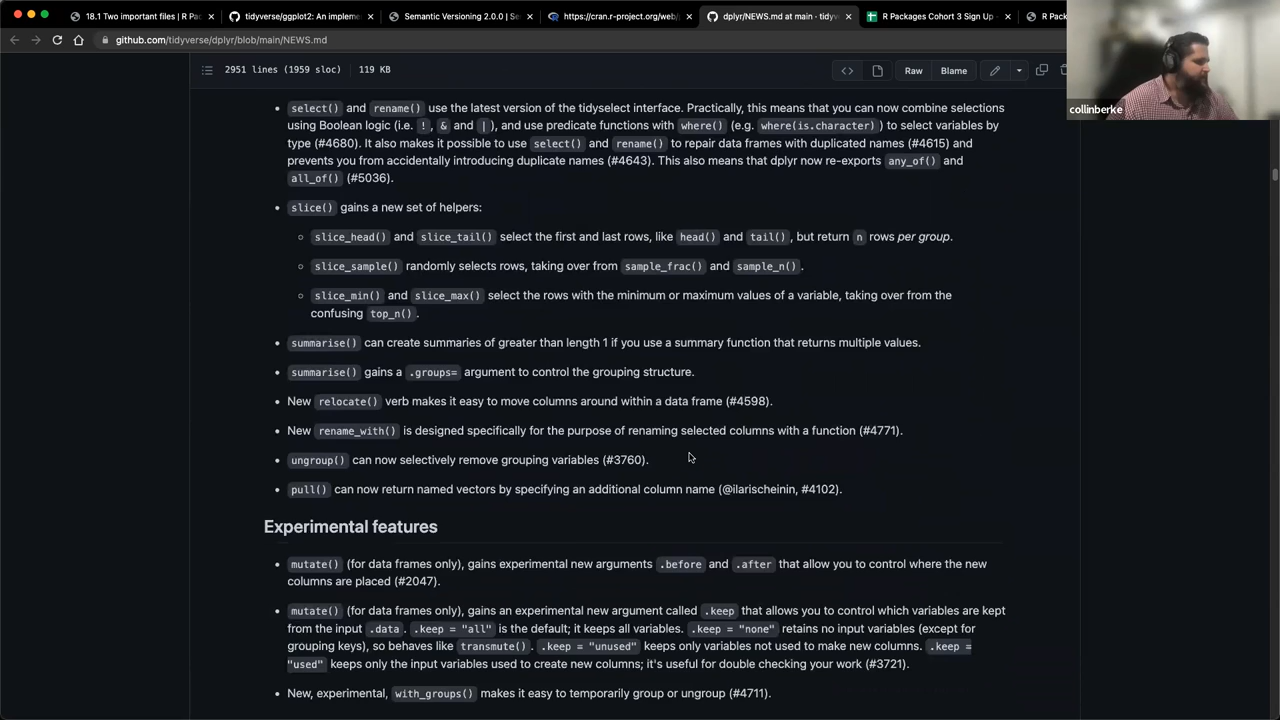 18.1 Two important files | R Pac
tidyverse/ggplot2: An implemen
Semantic Versioning 2.0.0 | Se
https://cran.r-project.org/web/
dplyr/NEWS.md at main · tidyv
R Packages Cohort 3 Sign Up -
R Pac
github.com/tidyverse/dplyr/blob/main/NEWS.md
2951 lines (1959 sloc) 119 KB
Raw
Blame
collinberke
select() and rename() use the latest version of the tidyselect interface. Practically, this means that you can now combine selections
using Boolean logic (i.e. ! , & and | ), and use predicate functions with where() (e.g. where(is.character) ) to select variables by
type (#4680). It also makes it possible to use select() and rename() to repair data frames with duplicated names (#4615) and
prevents you from accidentally introducing duplicate names (#4643). This also means that dplyr now re-exports any_of() and
all_of() (#5036).
slice() gains a new set of helpers:
slice_head() and slice_tail() select the first and last rows, like head() and tail() , but return n rows per group.
slice_sample() randomly selects rows, taking over from sample_frac() and sample_n() .
slice_min() and slice_max() select the rows with the minimum or maximum values of a variable, taking over from the
confusing top_n() .
summarise() can create summaries of greater than length 1 if you use a summary function that returns multiple values.
summarise() gains a .groups= argument to control the grouping structure.
New relocate() verb makes it easy to move columns around within a data frame (#4598).
New rename_with() is designed specifically for the purpose of renaming selected columns with a function (#4771).
ungroup() can now selectively remove grouping variables (#3760).
pull() can now return named vectors by specifying an additional column name (@ilarischeinin, #4102).
Experimental features
mutate() (for data frames only), gains experimental new arguments .before and .after that allow you to control where the new
columns are placed (#2047).
mutate() (for data frames only), gains an experimental new argument called .keep that allows you to control which variables are kept
from the input .data . .keep = "all" is the default; it keeps all variables. .keep = "none" retains no input variables (except for
grouping keys), so behaves like transmute() . .keep = "unused" keeps only variables not used to make new columns. .keep =
"used" keeps only the input variables used to create new columns; it's useful for double checking your work (#3721).
New, experimental, with_groups() makes it easy to temporarily group or ungroup (#4711).